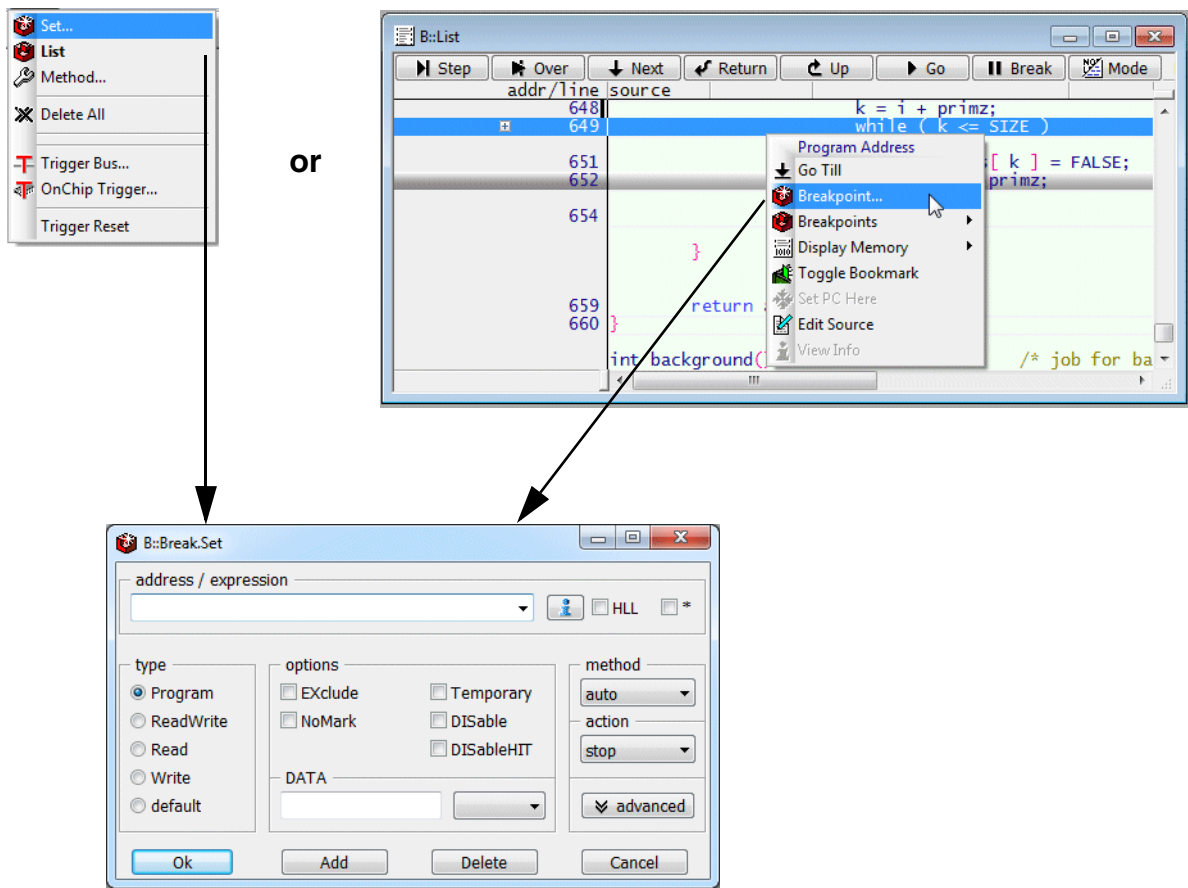 Set...
List
Method...
Delete All
Trigger Bus...
OnChip Trigger...
Trigger Reset
or
B::List
Step Over Next Return Up Go Break Mode
addr/line source
648 k = i + primz;
649 while ( k <= SIZE )
651 [ k ] = FALSE;
652 primz;
654
}
659 return
660 }
int background() /* job for ba
Program Address
Go Till
Breakpoint...
Breakpoints
Display Memory
Toggle Bookmark
Set PC Here
Edit Source
View Info
B::Break.Set
address / expression
HLL *
type
Program
ReadWrite
Read
Write
default
options
EXclude
NoMark
Temporary
DISable
DISableHIT
DATA
method
auto
action
stop
advanced
Ok Add Delete Cancel